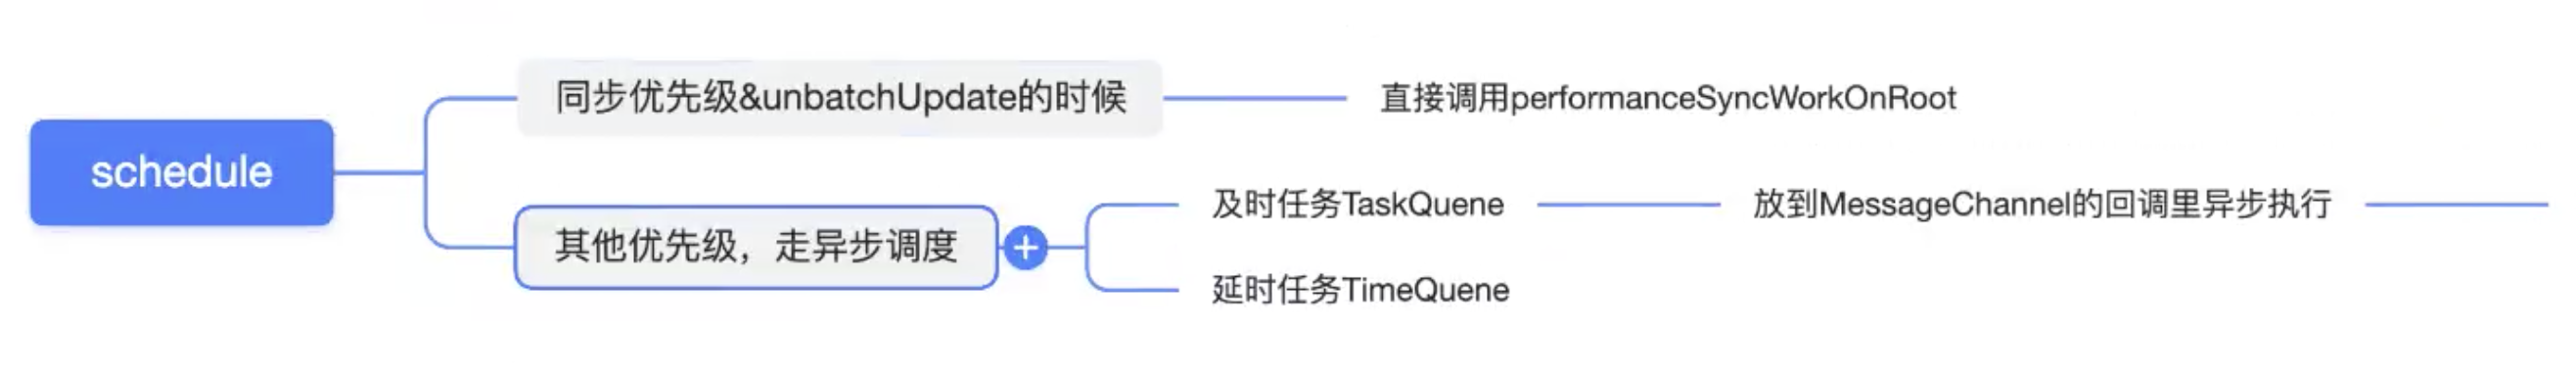 schedule
同步优先级&unbatchUpdate的时候
直接调用performanceSyncWorkOnRoot
其他优先级，走异步调度
及时任务TaskQuene
放到MessageChannel的回调里异步执行
延时任务TimeQuene